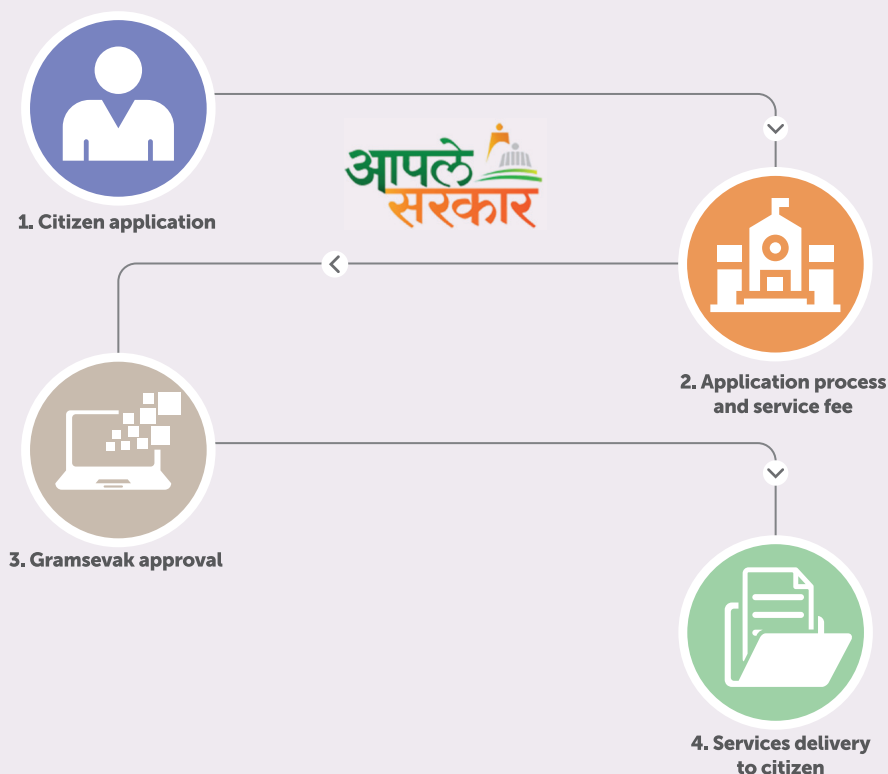 1. Citizen application
आपले
सरकार
2. Application process
and service fee
3. Gramsevak approval
4. Services delivery
to citizen